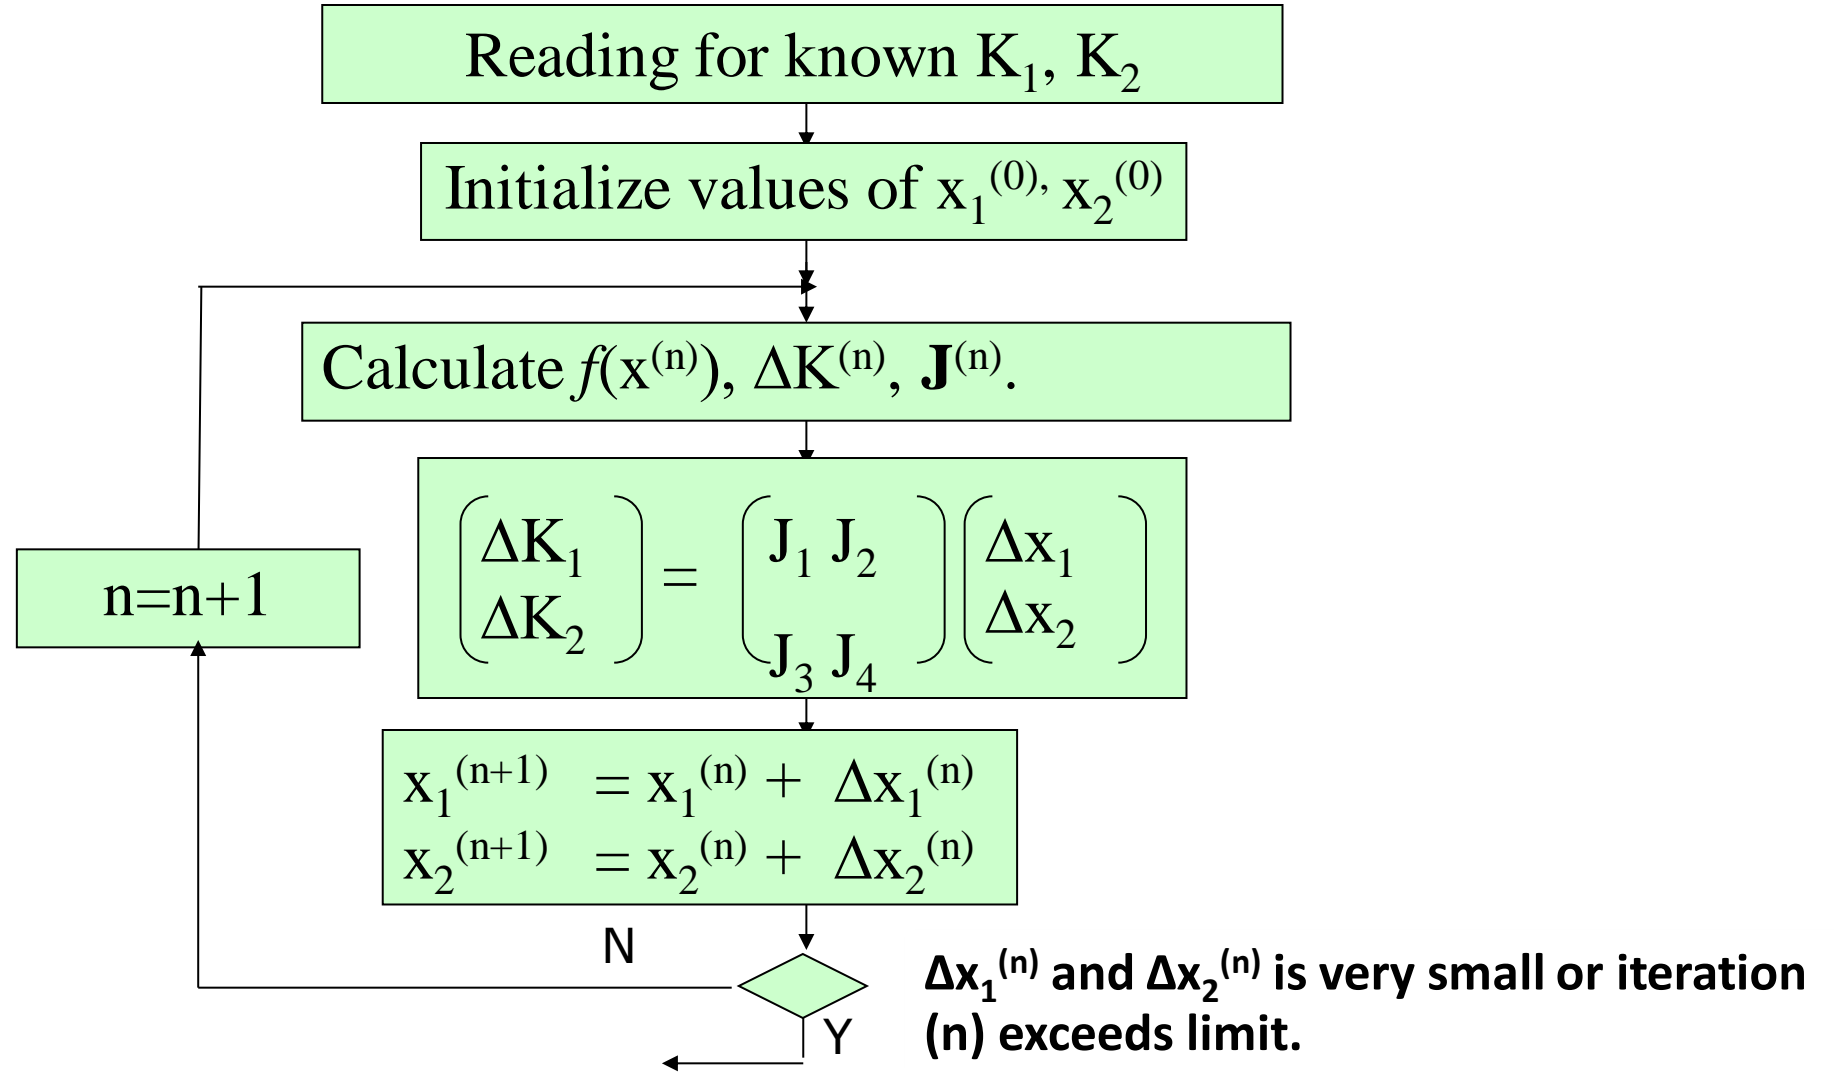 Reading for known K₁, K₂
Initialize values of x₁⁽⁰⁾, x₂⁽⁰⁾
Calculate f(x⁽ⁿ⁾), ΔK⁽ⁿ⁾, J⁽ⁿ⁾.
ΔK₁
ΔK₂
=
J₁ J₂
J₃ J₄
Δx₁
Δx₂
n=n+1
x₁⁽ⁿ⁺¹⁾ = x₁⁽ⁿ⁾ + Δx₁⁽ⁿ⁾
x₂⁽ⁿ⁺¹⁾ = x₂⁽ⁿ⁾ + Δx₂⁽ⁿ⁾
N
Δx₁⁽ⁿ⁾ and Δx₂⁽ⁿ⁾ is very small or iteration
(n) exceeds limit.
Y